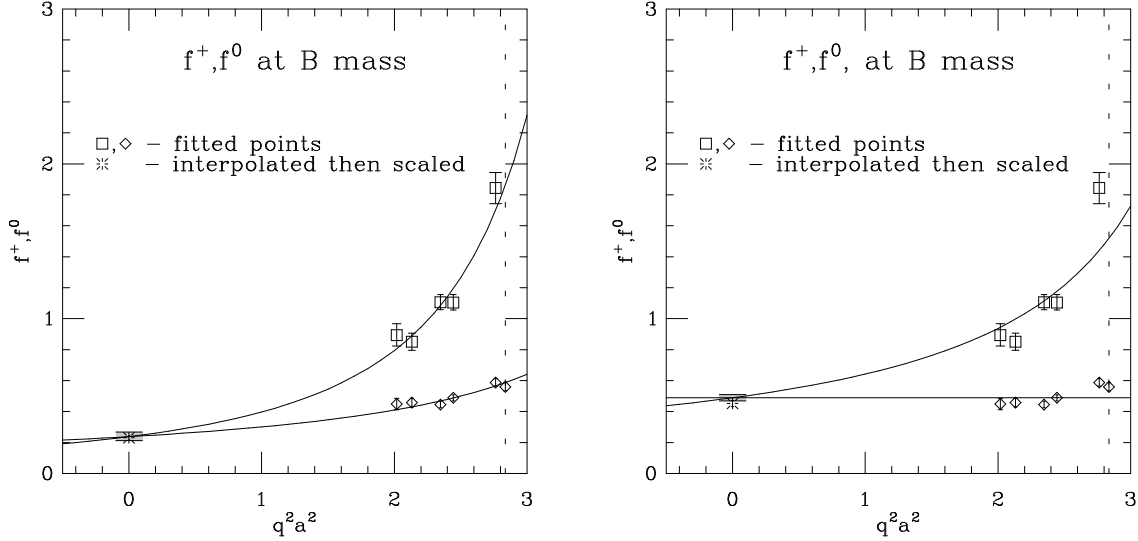 3
f⁺,f⁰ at B mass
□,◇ – fitted points
2
※ – interpolated then scaled
f⁺,f⁰
1
0
0 1 2 3
q²a²
3
f⁺,f⁰, at B mass
□,◇ – fitted points
2
※ – interpolated then scaled
f⁺,f⁰
1
0
0 1 2 3
q²a²